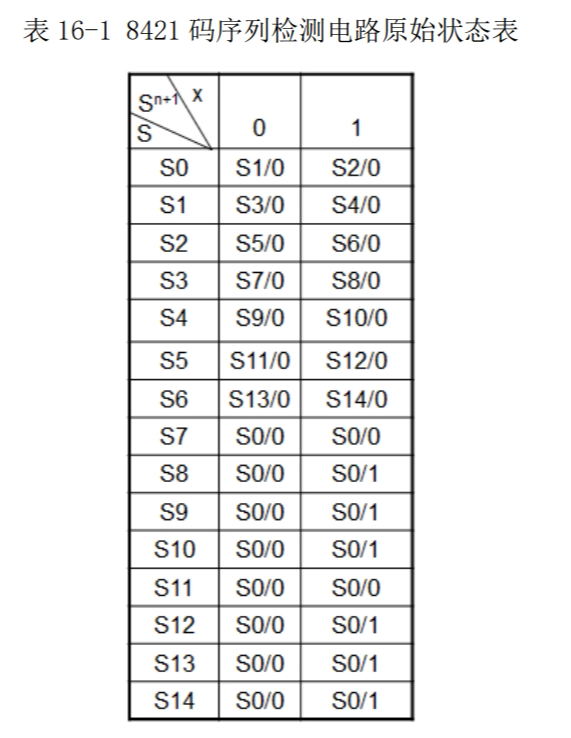 表 16-1 8421 码序列检测电路原始状态表
Sn+1 X
S 0 1
S0 S1/0 S2/0
S1 S3/0 S4/0
S2 S5/0 S6/0
S3 S7/0 S8/0
S4 S9/0 S10/0
S5 S11/0 S12/0
S6 S13/0 S14/0
S7 S0/0 S0/0
S8 S0/0 S0/1
S9 S0/0 S0/1
S10 S0/0 S0/1
S11 S0/0 S0/0
S12 S0/0 S0/1
S13 S0/0 S0/1
S14 S0/0 S0/1